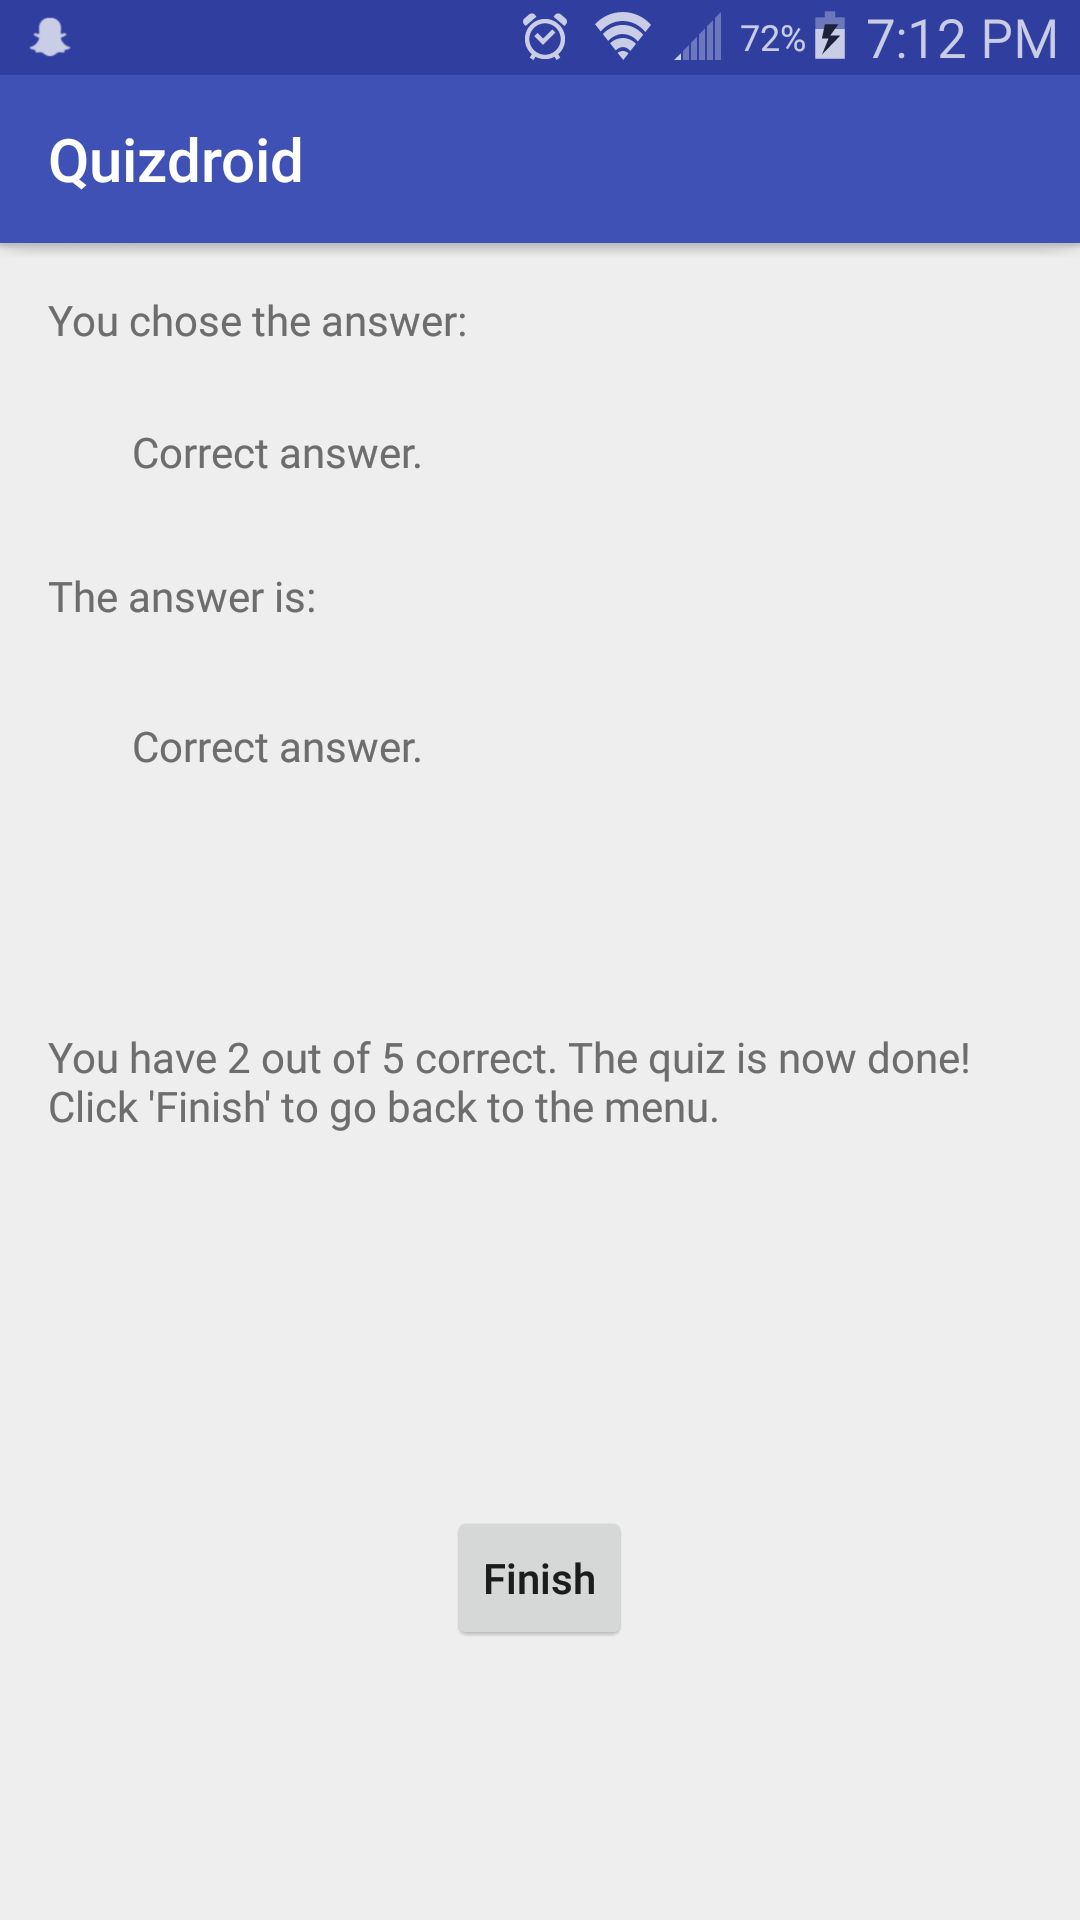 72% 7:12 PM
Quizdroid
You chose the answer:
Correct answer.
The answer is:
Correct answer.
You have 2 out of 5 correct. The quiz is now done!
Click 'Finish' to go back to the menu.
Finish